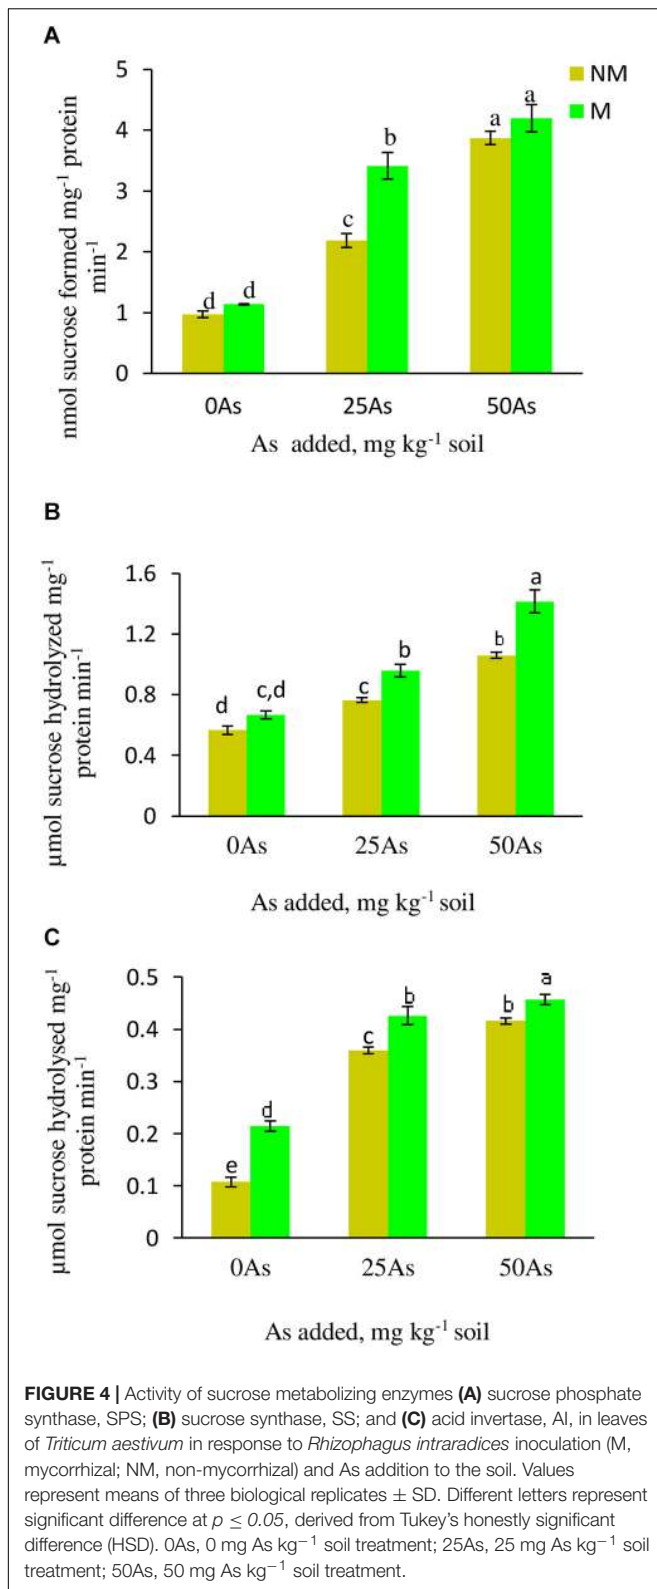 A
nmol sucrose formed mg⁻¹ protein
min⁻¹
5
4
3
2
1
0
NM
M
d
d
c
b
a
a
0As
25As
50As
As added, mg kg⁻¹ soil
B
µmol sucrose hydrolyzed mg⁻¹
protein min⁻¹
1.6
1.2
0.8
0.4
0
d
c,d
c
b
b
a
0As
25As
50As
As added, mg kg⁻¹ soil
C
µmol sucrose hydrolysed mg⁻¹
protein min⁻¹
0.5
0.4
0.3
0.2
0.1
0
e
d
c
b
b
a
0As
25As
50As
As added, mg kg⁻¹ soil
FIGURE 4 | Activity of sucrose metabolizing enzymes (A) sucrose phosphate
synthase, SPS; (B) sucrose synthase, SS; and (C) acid invertase, AI, in leaves
of Triticum aestivum in response to Rhizophagus intraradices inoculation (M,
mycorrhizal; NM, non-mycorrhizal) and As addition to the soil. Values
represent means of three biological replicates ± SD. Different letters represent
significant difference at p ≤ 0.05, derived from Tukey's honestly significant
difference (HSD). 0As, 0 mg As kg⁻¹ soil treatment; 25As, 25 mg As kg⁻¹ soil
treatment; 50As, 50 mg As kg⁻¹ soil treatment.